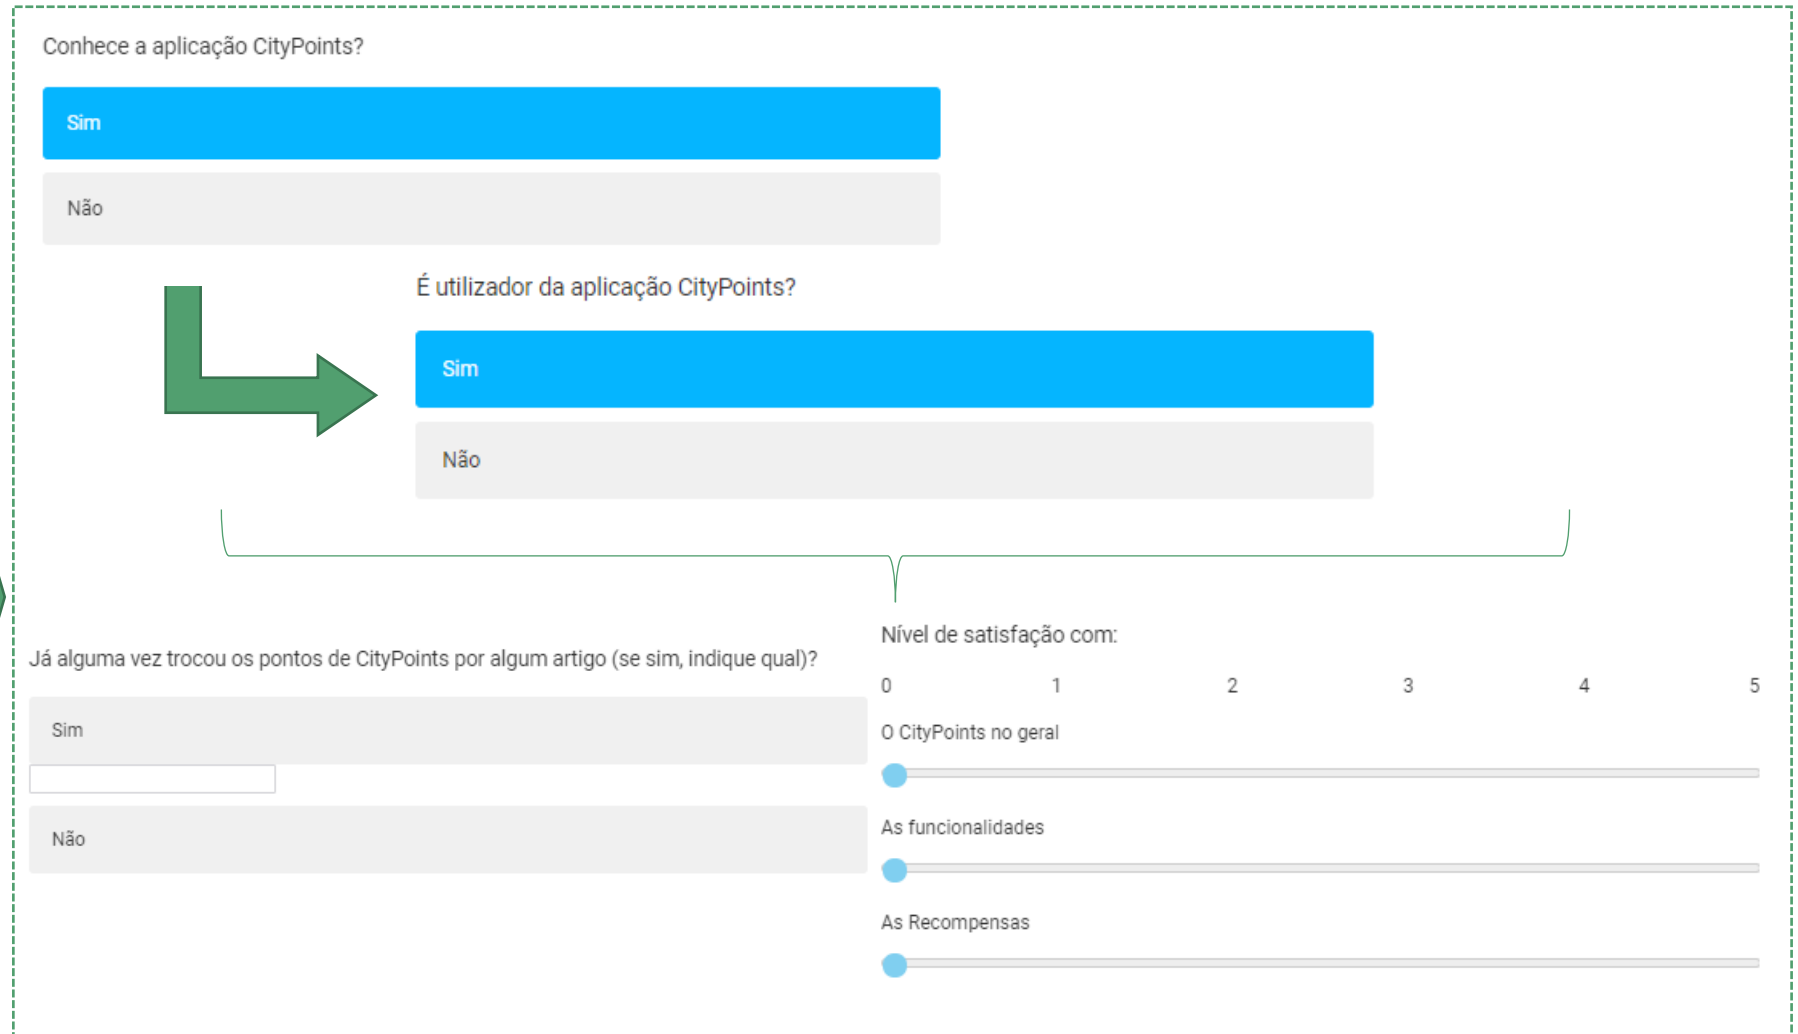 Conhece a aplicação CityPoints?
Sim
Não
É utilizador da aplicação CityPoints?
Sim
Não
Já alguma vez trocou os pontos de CityPoints por algum artigo (se sim, indique qual)?
Sim
Não
Nível de satisfação com:
0 1 2 3 4 5
O CityPoints no geral
As funcionalidades
As Recompensas